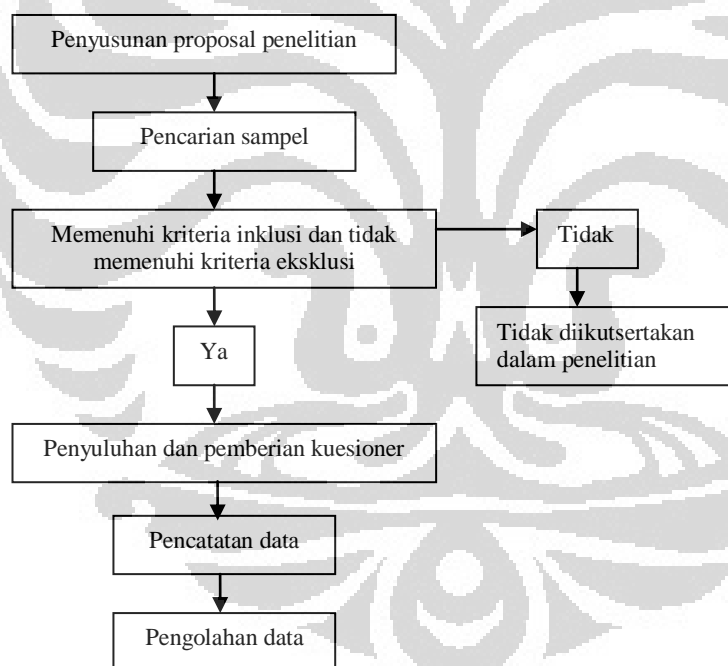 Penyusunan proposal penelitian
Pencarian sampel
Memenuhi kriteria inklusi dan tidak
memenuhi kriteria eksklusi
Tidak
Ya
Tidak diikutsertakan
dalam penelitian
Penyuluhan dan pemberian kuesioner
Pencatatan data
Pengolahan data